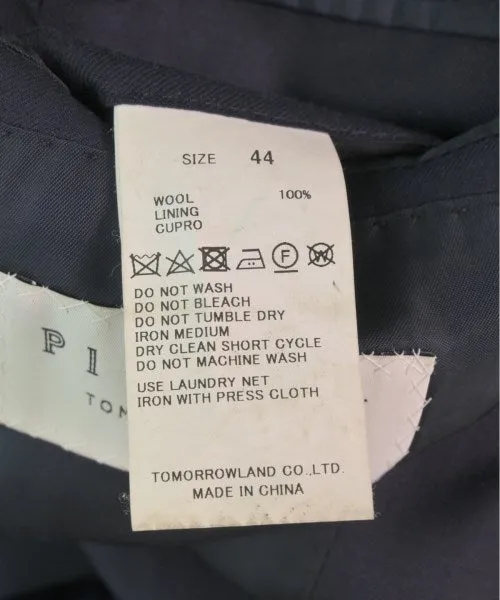 SIZE 44
WOOL 100%
LINING
CUPRO
F W
DO NOT WASH
DO NOT BLEACH
DO NOT TUMBLE DRY
IRON MEDIUM
DRY CLEAN SHORT CYCLE
DO NOT MACHINE WASH
USE LAUNDRY NET
IRON WITH PRESS CLOTH
PI
TOM
TOMORROWLAND CO.,LTD.
MADE IN CHINA